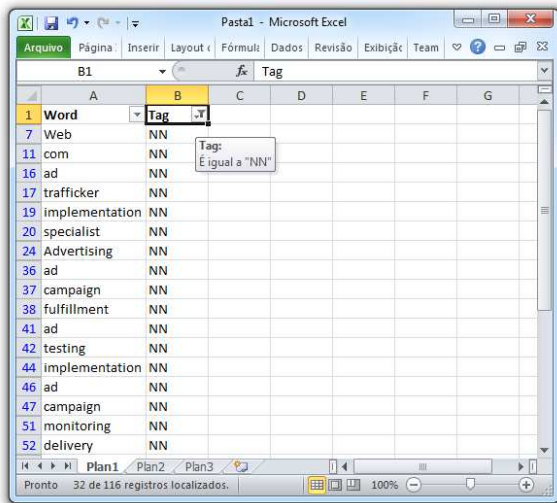 Pasta1 - Microsoft Excel
Arquivo Página Inserir Layout Fórmula Dados Revisão Exibição Team
B1 fx Tag
A B C D E F G
1 Word Tag
7 Web NN
11 com NN
16 ad NN
17 trafficker NN
19 implementation NN
20 specialist NN
24 Advertising NN
36 ad NN
37 campaign NN
38 fulfillment NN
41 ad NN
42 testing NN
44 implementation NN
46 ad NN
47 campaign NN
51 monitoring NN
52 delivery NN
Tag:
É igual a "NN"
Plan1 Plan2 Plan3
Pronto 32 de 116 registros localizados. 100%